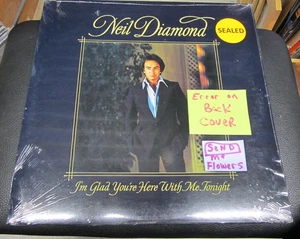 Neil Diamond
SEALED
Error on
Back
COVER
SEND
me
Flowers
I'm Glad You're Here With Me Tonight